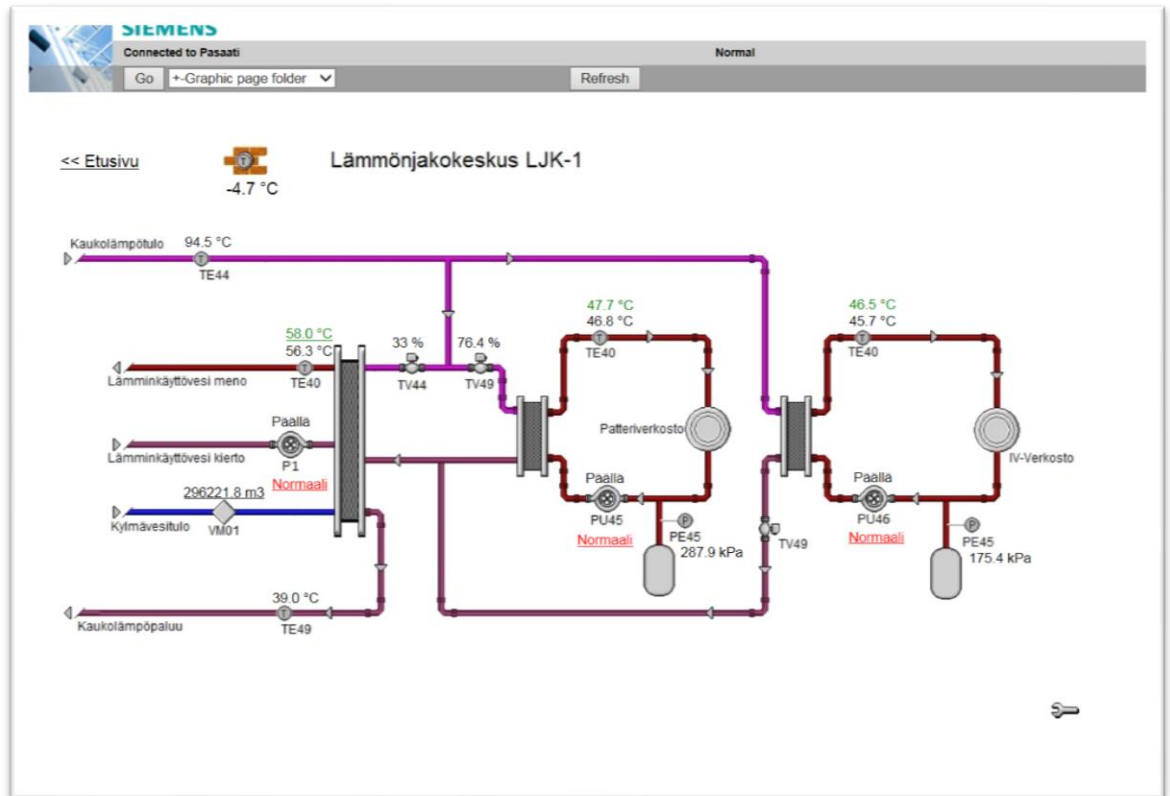 SIEMENS
Connected to Pasaati
Normal
Go
+-Graphic page folder
Refresh
<< Etusivu
T
-4.7 °C
Lämmönjakokeskus LJK-1
Kaukolämpötulo
94.5 °C
T
TE44
58.0 °C
56.3 °C
T
TE40
Lämminkäyttövesi meno
33 %
TV44
76.4 %
TV49
47.7 °C
46.8 °C
T
TE40
46.5 °C
45.7 °C
T
TE40
Päällä
P1
Normaali
Lämminkäyttövesi kierto
Patteriverkosto
IV-Verkosto
296221.8 m3
VM01
Kylmävesitulo
Päällä
PU45
Normaali
P
PE45
287.9 kPa
TV49
Päällä
PU46
Normaali
P
PE45
175.4 kPa
39.0 °C
T
TE49
Kaukolämpöpaluu